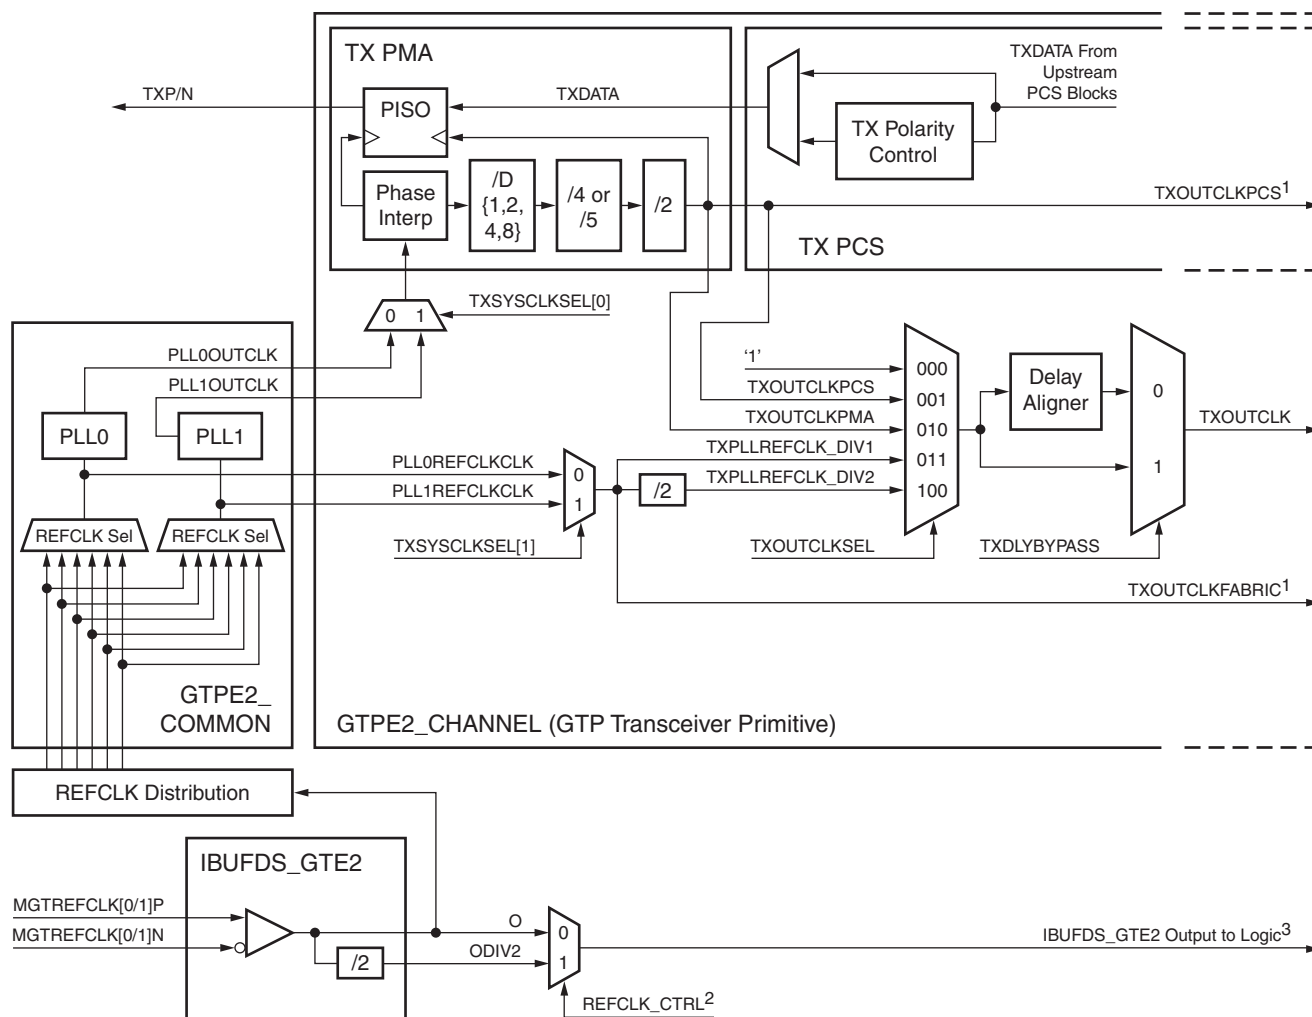 TX PMA
TXDATA From
Upstream
PCS Blocks
TXP/N
PISO
TXDATA
TX Polarity
Control
Phase
Interp
/D
{1,2,
4,8}
/4 or
/5
/2
TXOUTCLKPCS1
TX PCS
TXSYSCLKSEL[0]
0 1
PLL0OUTCLK
PLL1OUTCLK
PLL0
PLL1
'1'
TXOUTCLKPCS
TXOUTCLKPMA
TXPLLREFCLK_DIV1
TXPLLREFCLK_DIV2
000
001
010
011
100
Delay
Aligner
0
1
TXOUTCLK
PLL0REFCLKCLK
PLL1REFCLKCLK
0
1
/2
REFCLK Sel
REFCLK Sel
TXSYSCLKSEL[1]
TXOUTCLKSEL
TXDLYBYPASS
TXOUTCLKFABRIC1
GTPE2_
COMMON
GTPE2_CHANNEL (GTP Transceiver Primitive)
REFCLK Distribution
IBUFDS_GTE2
MGTREFCLK[0/1]P
MGTREFCLK[0/1]N
/2
O
ODIV2
0
1
IBUFDS_GTE2 Output to Logic3
REFCLK_CTRL2